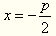 x = −p/2